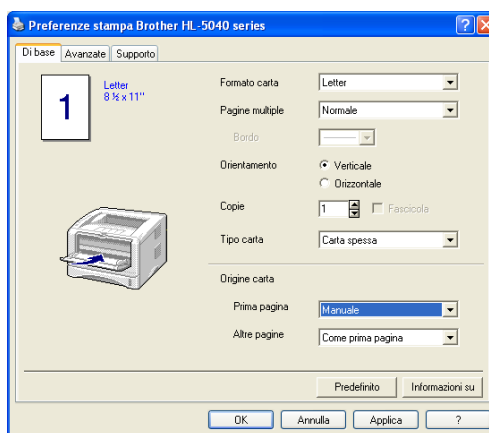 Preferenze stampa Brother HL-5040 series
Di base Avanzate Supporto
1
Letter
8 ½ x 11"
Formato carta Letter
Pagine multiple Normale
Bordo
Orientamento Verticale
Orizzontale
Copie 1 Fascicola
Tipo carta Carta spessa
Origine carta
Prima pagina Manuale
Altre pagine Come prima pagina
Predefinito Informazioni su
OK Annulla Applica ?